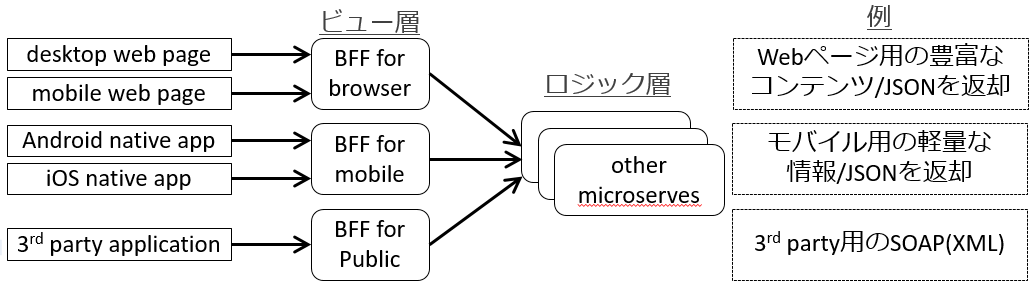 ビュー層
例
desktop web page
mobile web page
BFF for
browser
Webページ用の豊富な
コンテンツ/JSONを返却
ロジック層
Android native app
iOS native app
BFF for
mobile
other
microserves
モバイル用の軽量な
情報/JSONを返却
3rd party application
BFF for
Public
3rd party用のSOAP(XML)